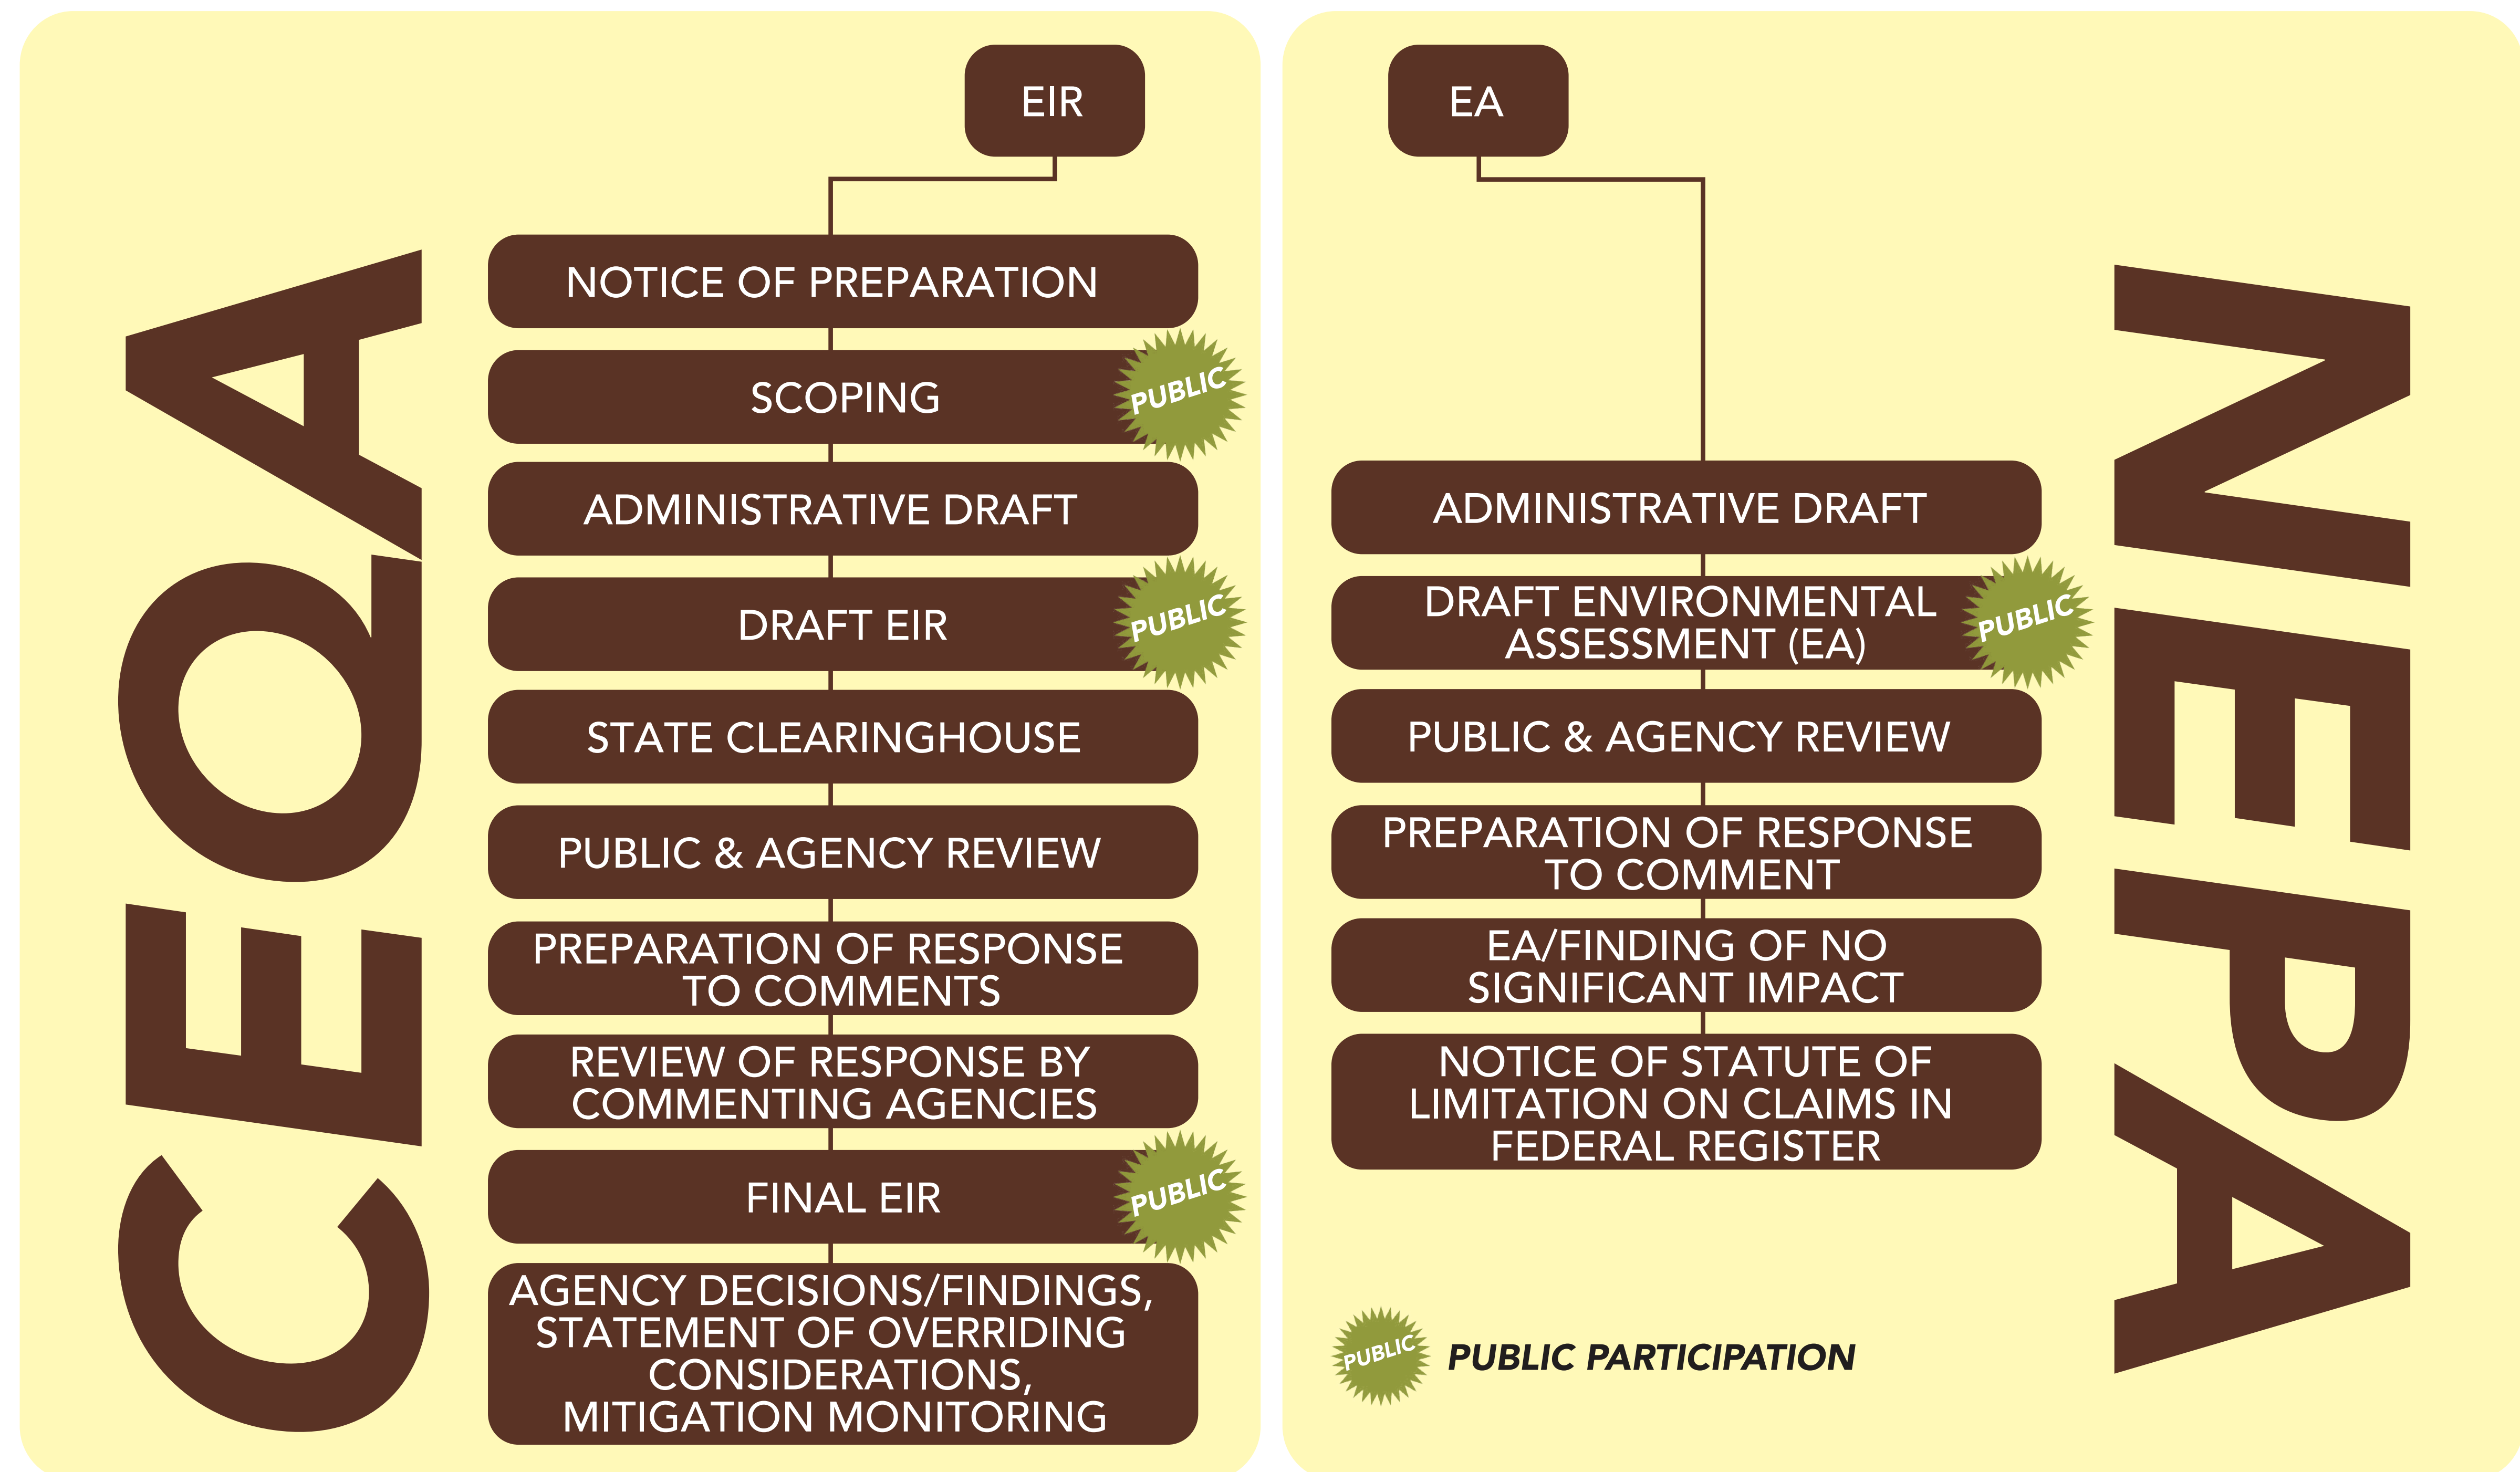 CEQA
EIR
NOTICE OF PREPARATION
SCOPING
PUBLIC
ADMINISTRATIVE DRAFT
DRAFT EIR
PUBLIC
STATE CLEARINGHOUSE
PUBLIC & AGENCY REVIEW
PREPARATION OF RESPONSE
TO COMMENTS
REVIEW OF RESPONSE BY
COMMENTING AGENCIES
FINAL EIR
PUBLIC
AGENCY DECISIONS/FINDINGS,
STATEMENT OF OVERRIDING
CONSIDERATIONS,
MITIGATION MONITORING
NEPA
EA
ADMINISTRATIVE DRAFT
DRAFT ENVIRONMENTAL
ASSESSMENT (EA)
PUBLIC
PUBLIC & AGENCY REVIEW
PREPARATION OF RESPONSE
TO COMMENT
EA/FINDING OF NO
SIGNIFICANT IMPACT
NOTICE OF STATUTE OF
LIMITATION ON CLAIMS IN
FEDERAL REGISTER
PUBLIC
PUBLIC PARTICIPATION